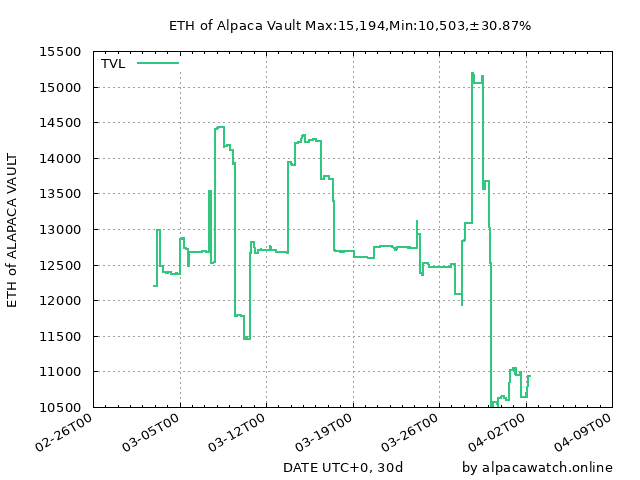 ETH of Alpaca Vault Max:15,194,Min:10,503,±30.87%
TVL
15500
15000
14500
14000
13500
13000
12500
12000
11500
11000
10500
ETH of ALAPACA VAULT
02-26T00
03-05T00
03-12T00
03-19T00
03-26T00
04-02T00
04-09T00
DATE UTC+0, 30d
by alpacawatch.online